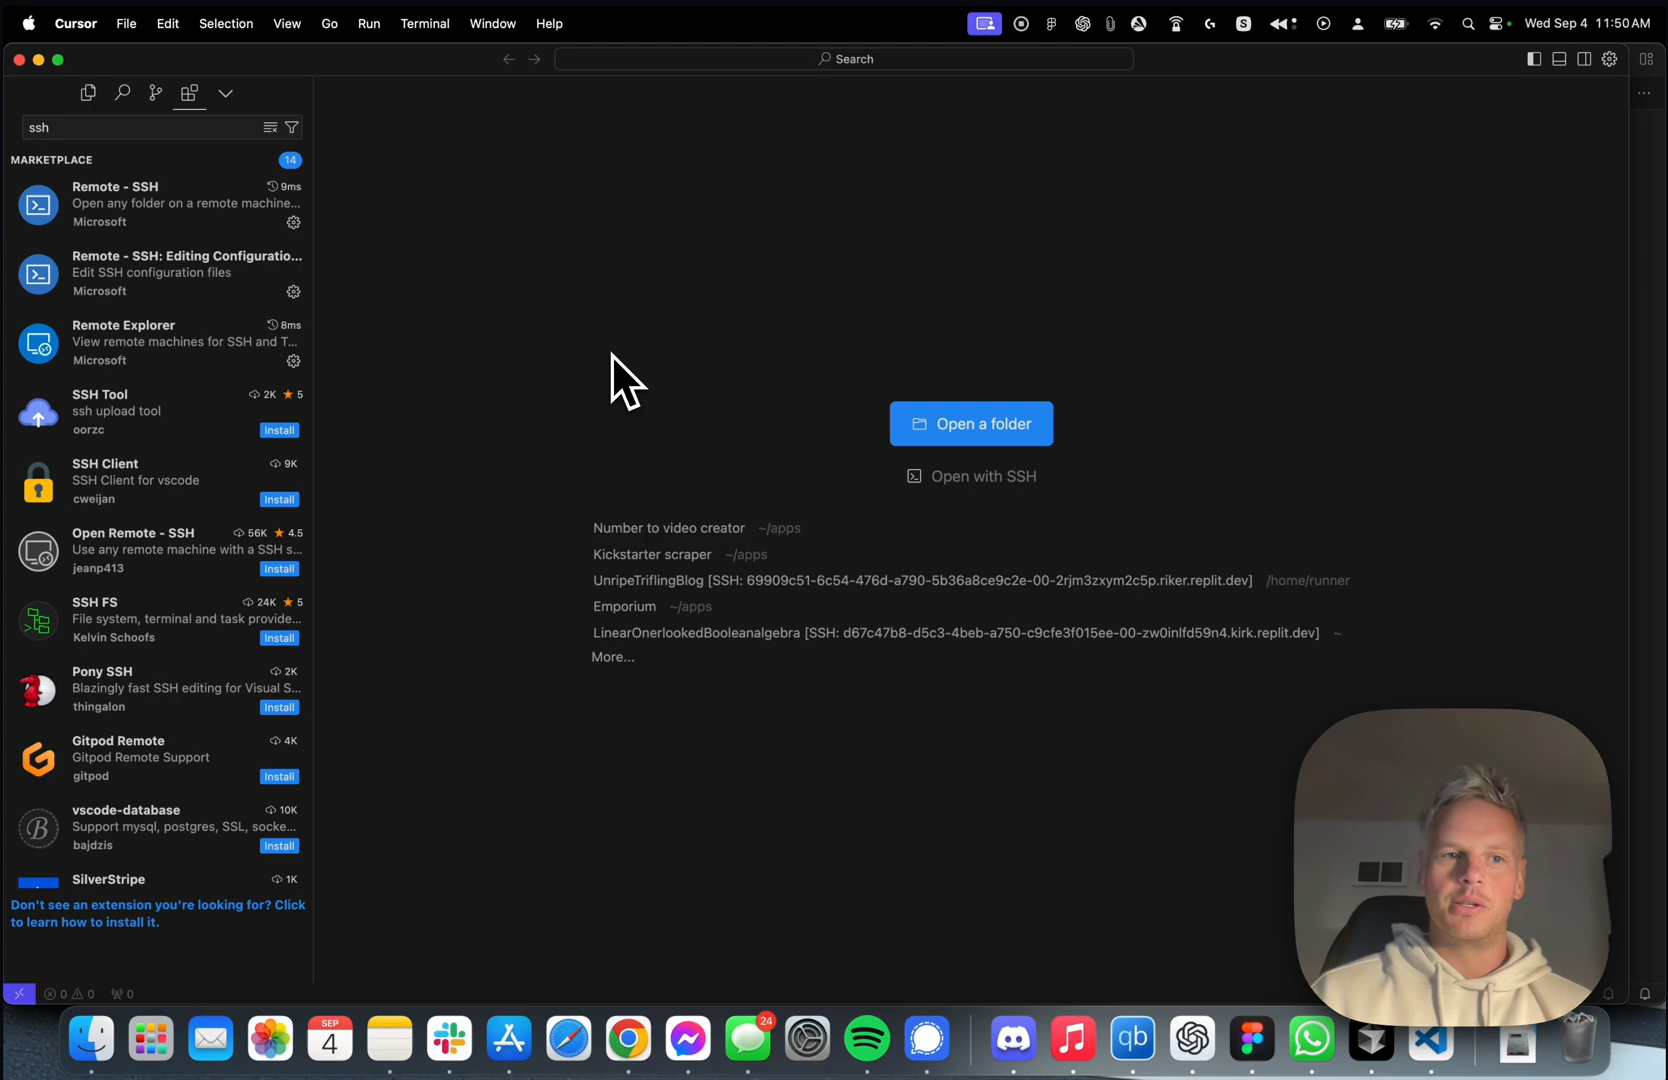 Cursor File Edit Selection View Go Run Terminal Window Help Wed Sep 4 11:50 AM
Search
ssh
MARKETPLACE 14
Remote - SSH 9ms
Open any folder on a remote machine...
Microsoft
Remote - SSH: Editing Configuratio...
Edit SSH configuration files
Microsoft
Remote Explorer 8ms
View remote machines for SSH and T...
Microsoft
SSH Tool 2K 5
ssh upload tool
oorzc Install
SSH Client 9K
SSH Client for vscode
cweijan Install
Open Remote - SSH 56K 4.5
Use any remote machine with a SSH s...
jeanp413 Install
SSH FS 24K 5
File system, terminal and task provide...
Kelvin Schoofs Install
Pony SSH 2K
Blazingly fast SSH editing for Visual S...
thingalon Install
Gitpod Remote 4K
Gitpod Remote Support
gitpod Install
vscode-database 10K
Support mysql, postgres, SSL, socke...
bajdzis Install
SilverStripe 1K
Don't see an extension you're looking for? Click
to learn how to install it.
Open a folder
Open with SSH
Number to video creator ~/apps
Kickstarter scraper ~/apps
UnripeTriflingBlog [SSH: 69909c51-6c54-476d-a790-5b36a8ce9c2e-00-2rjm3zxym2c5p.riker.replit.dev] /home/runner
Emporium ~/apps
LinearOnerlookedBooleanalgebra [SSH: d67c47b8-d5c3-4beb-a750-c9cfe3f015ee-00-zw0inlfd59n4.kirk.replit.dev] ~
More...
0 0 0
SEP
4
24
qb